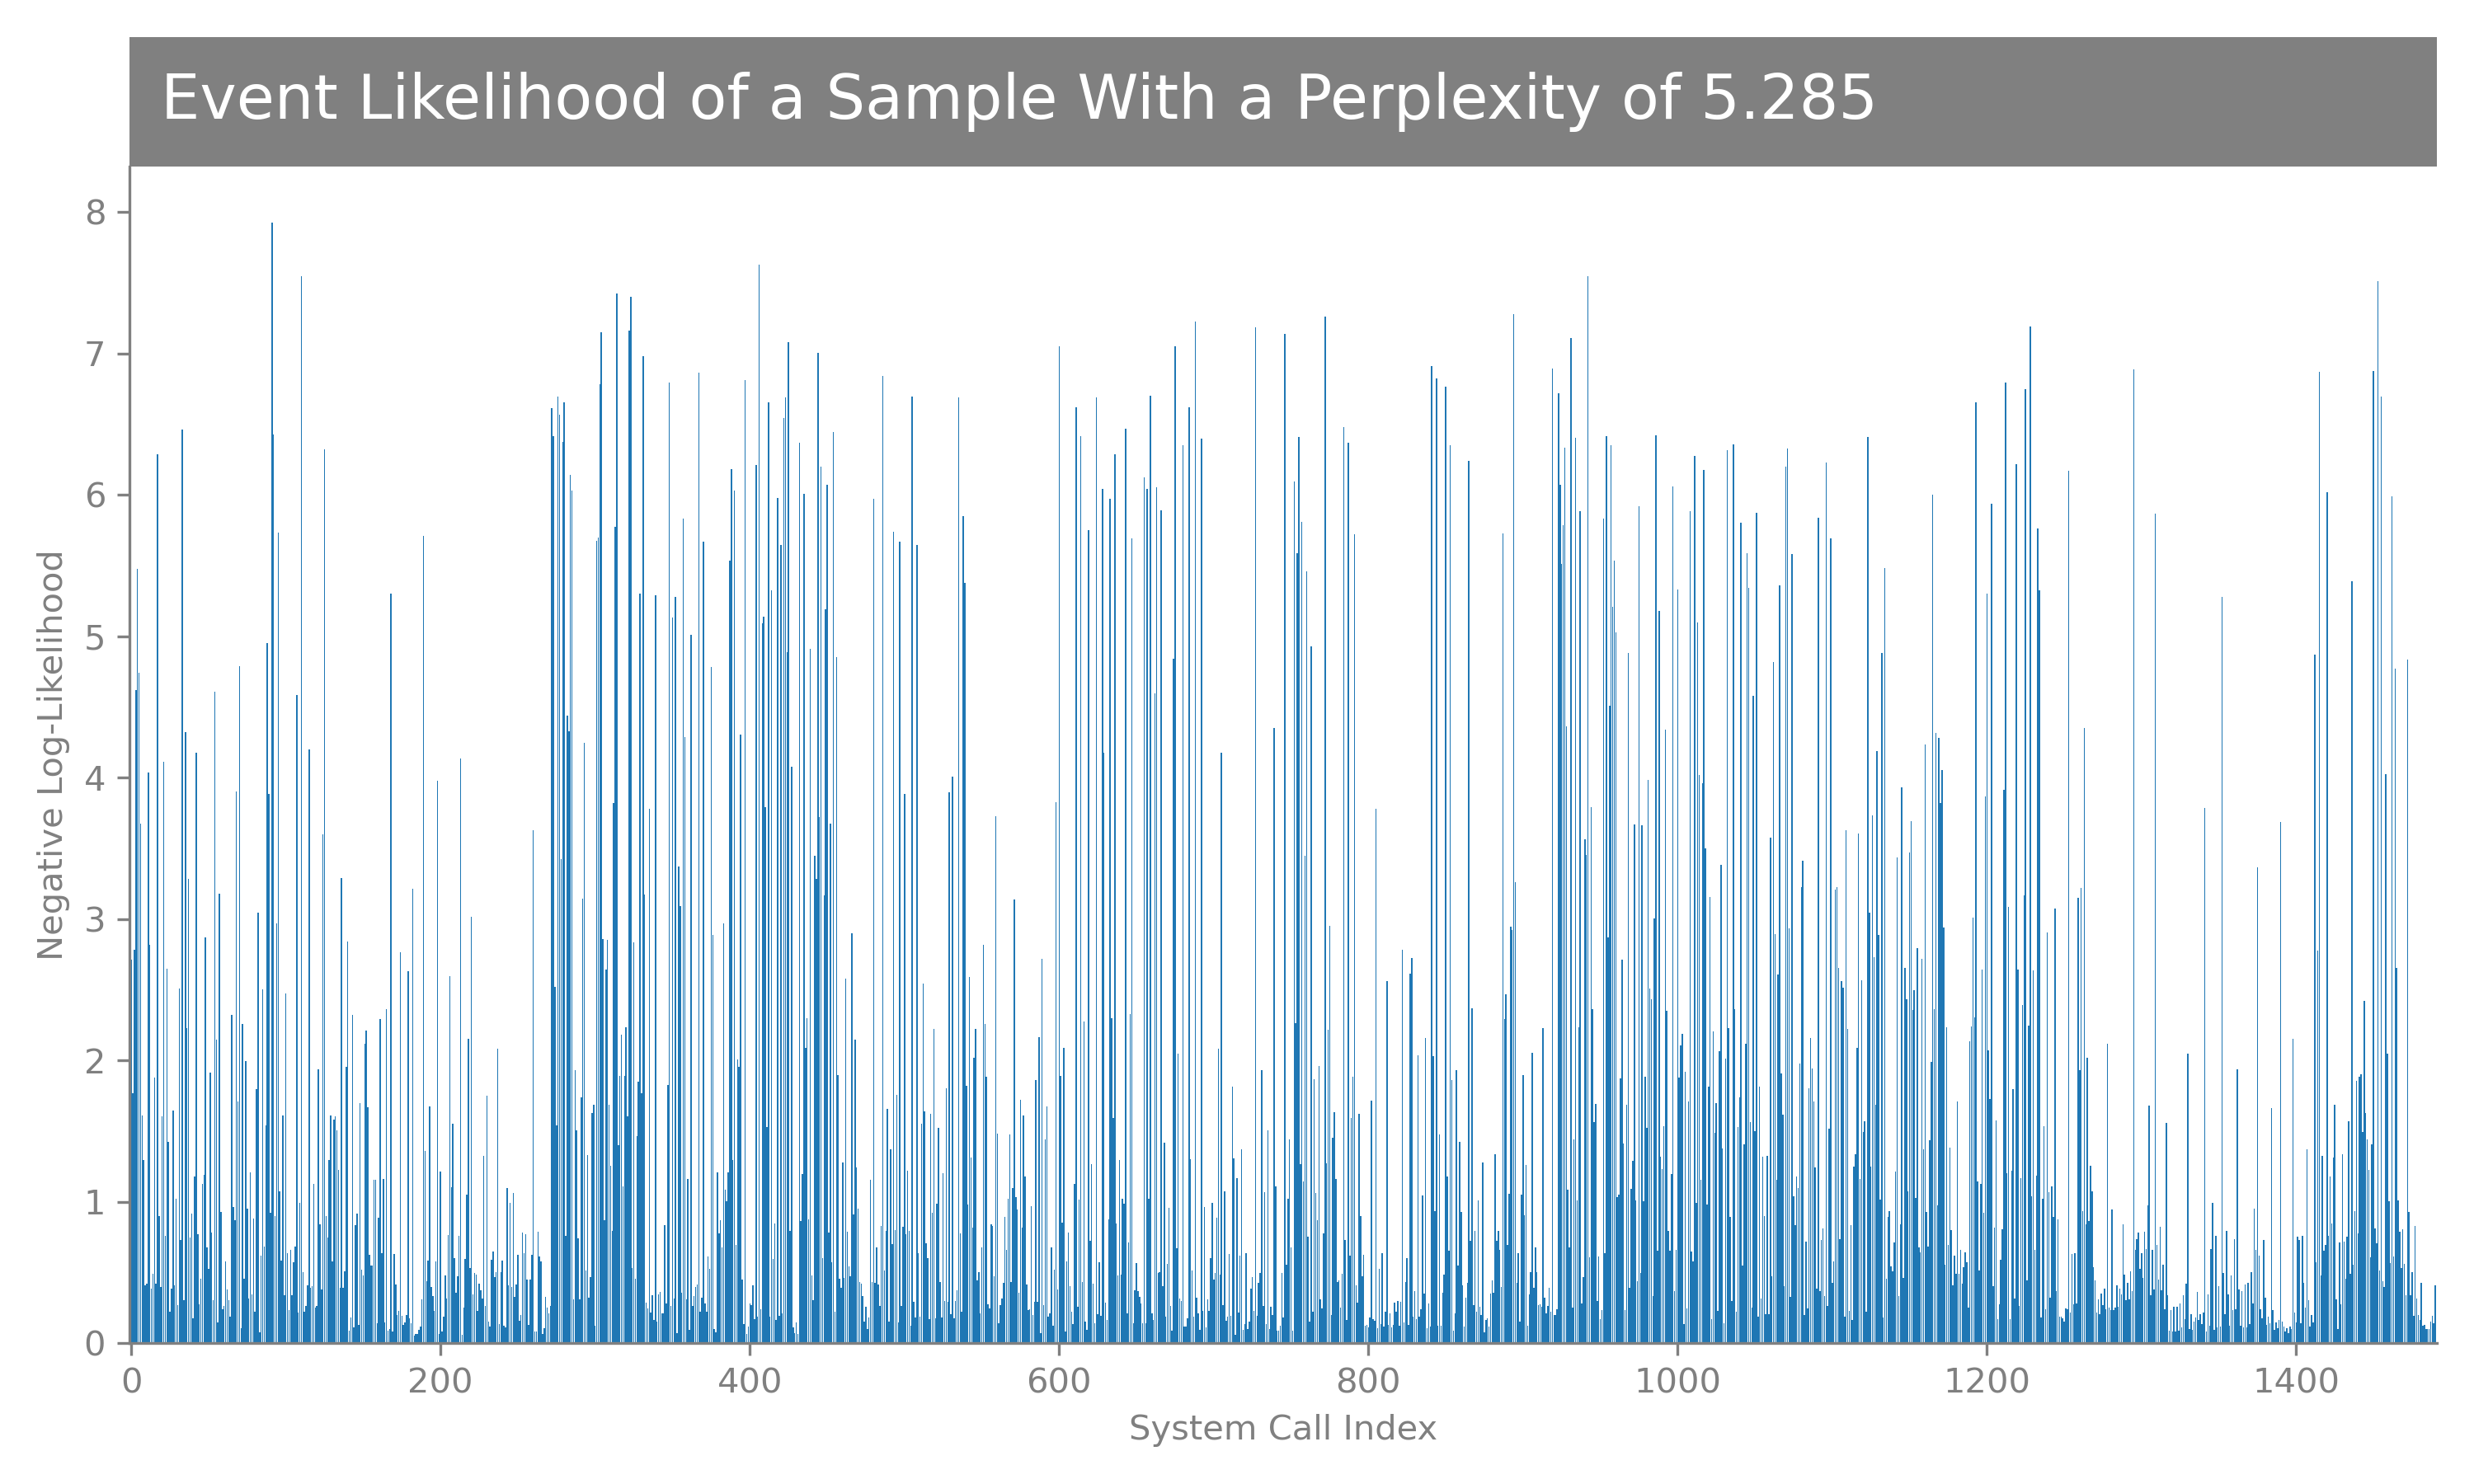 Event Likelihood of a Sample With a Perplexity of 5.285
8
7
6
5
4
3
2
1
0
Negative Log-Likelihood
0 200 400 600 800 1000 1200 1400
System Call Index